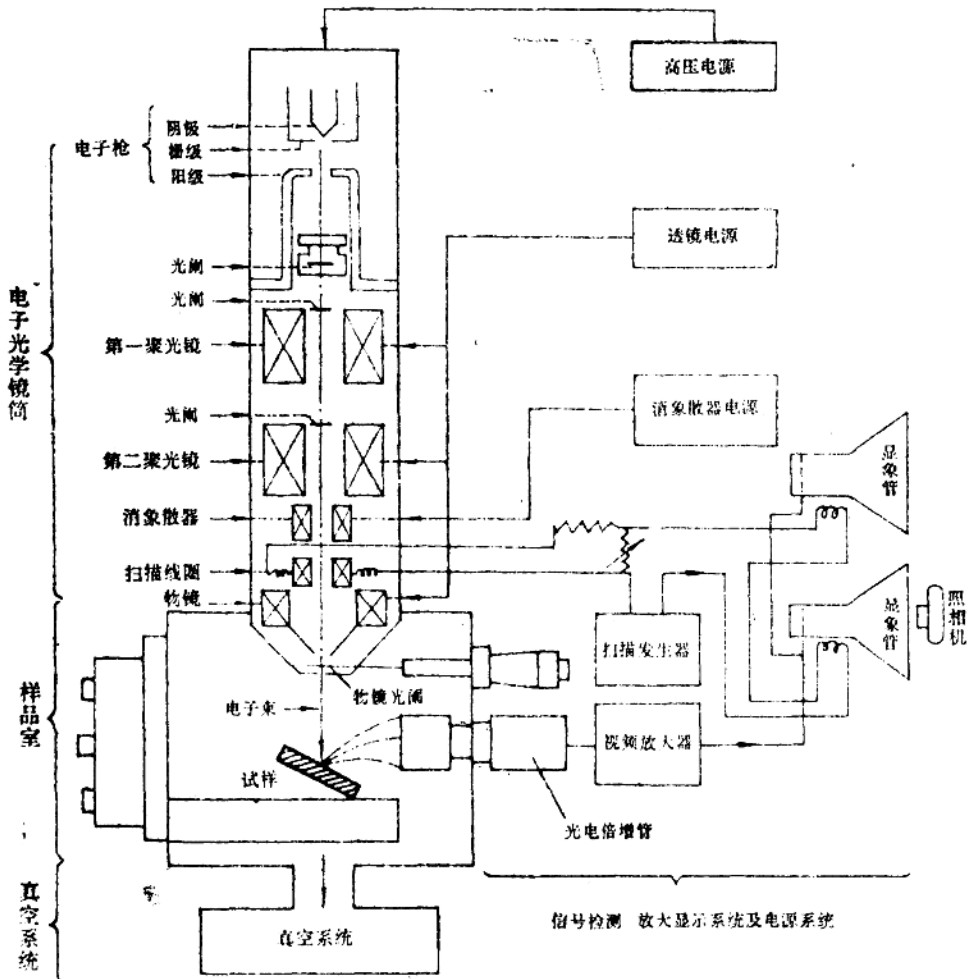 高压电源
阴极
栅级
阳级
电子枪
透镜电源
光阑
光阑
电子光学镜筒
第一聚光镜
消象散器电源
光阑
第二聚光镜
显象管
消象散器
扫描线圈
物镜
显象管
照相机
扫描发生器
物镜光阑
样品室
电子束
视频放大器
试样
光电倍增管
真空系统
真空系统
信号检测 放大显示系统及电源系统